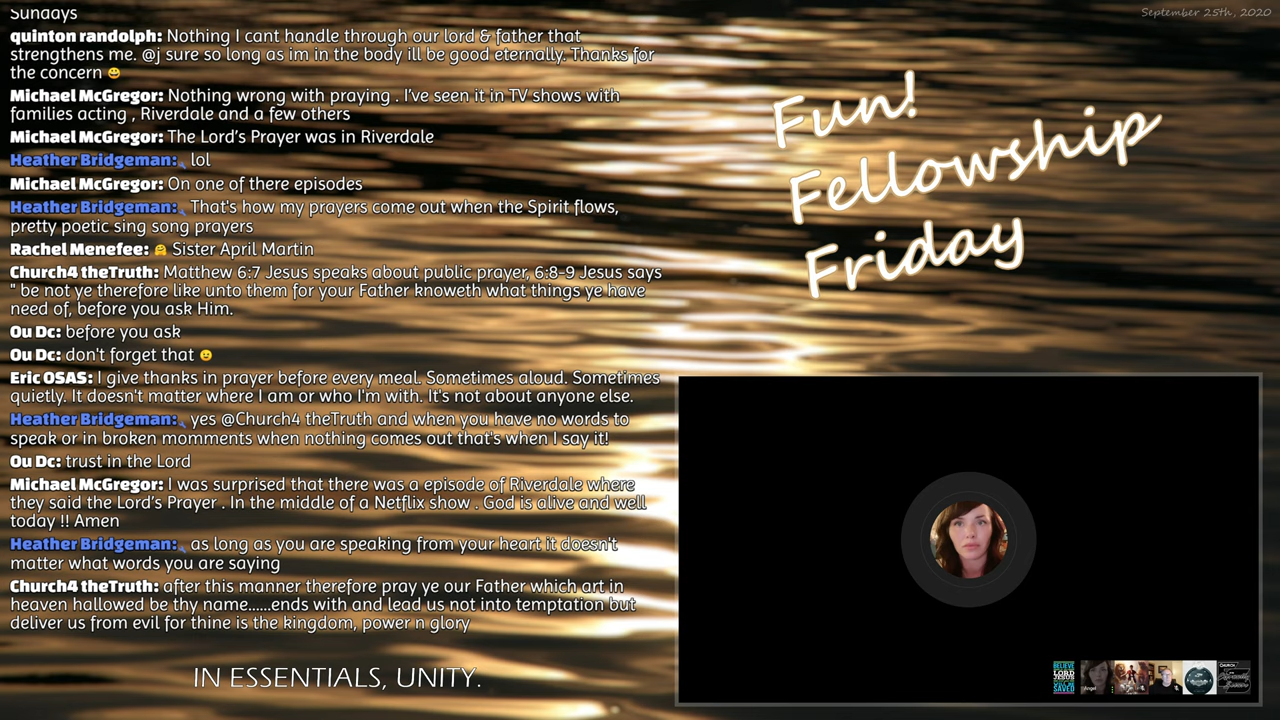 Sundays
quinton randolph: Nothing I cant handle through our lord & father that
strengthens me. @j sure so long as im in the body ill be good eternally. Thanks for
the concern 😀
Michael McGregor: Nothing wrong with praying . I've seen it in TV shows with
families acting , Riverdale and a few others
Michael McGregor: The Lord's Prayer was in Riverdale
Heather Bridgeman: lol
Michael McGregor: On one of there episodes
Heather Bridgeman: That's how my prayers come out when the Spirit flows,
pretty poetic sing song prayers
Rachel Menefee: 🤗 Sister April Martin
Church4 theTruth: Matthew 6:7 Jesus speaks about public prayer, 6:8-9 Jesus says
" be not ye therefore like unto them for your Father knoweth what things ye have
need of, before you ask Him.
Ou Dc: before you ask
Ou Dc: don't forget that 🙂
Eric OSAS: I give thanks in prayer before every meal. Sometimes aloud. Sometimes
quietly. It doesn't matter where I am or who I'm with. It's not about anyone else.
Heather Bridgeman: yes @Church4 theTruth and when you have no words to
speak or in broken momments when nothing comes out that's when I say it!
Ou Dc: trust in the Lord
Michael McGregor: I was surprised that there was a episode of Riverdale where
they said the Lord's Prayer . In the middle of a Netflix show . God is alive and well
today !! Amen
Heather Bridgeman: as long as you are speaking from your heart it doesn't
matter what words you are saying
Church4 theTruth: after this manner therefore pray ye our Father which art in
heaven hallowed be thy name......ends with and lead us not into temptation but
deliver us from evil for thine is the kingdom, power n glory
IN ESSENTIALS, UNITY.
September 25th, 2020
Fun!
Fellowship
Friday
BELIEVE
LORD
JESUS
SAVED
Angel
CHURCH